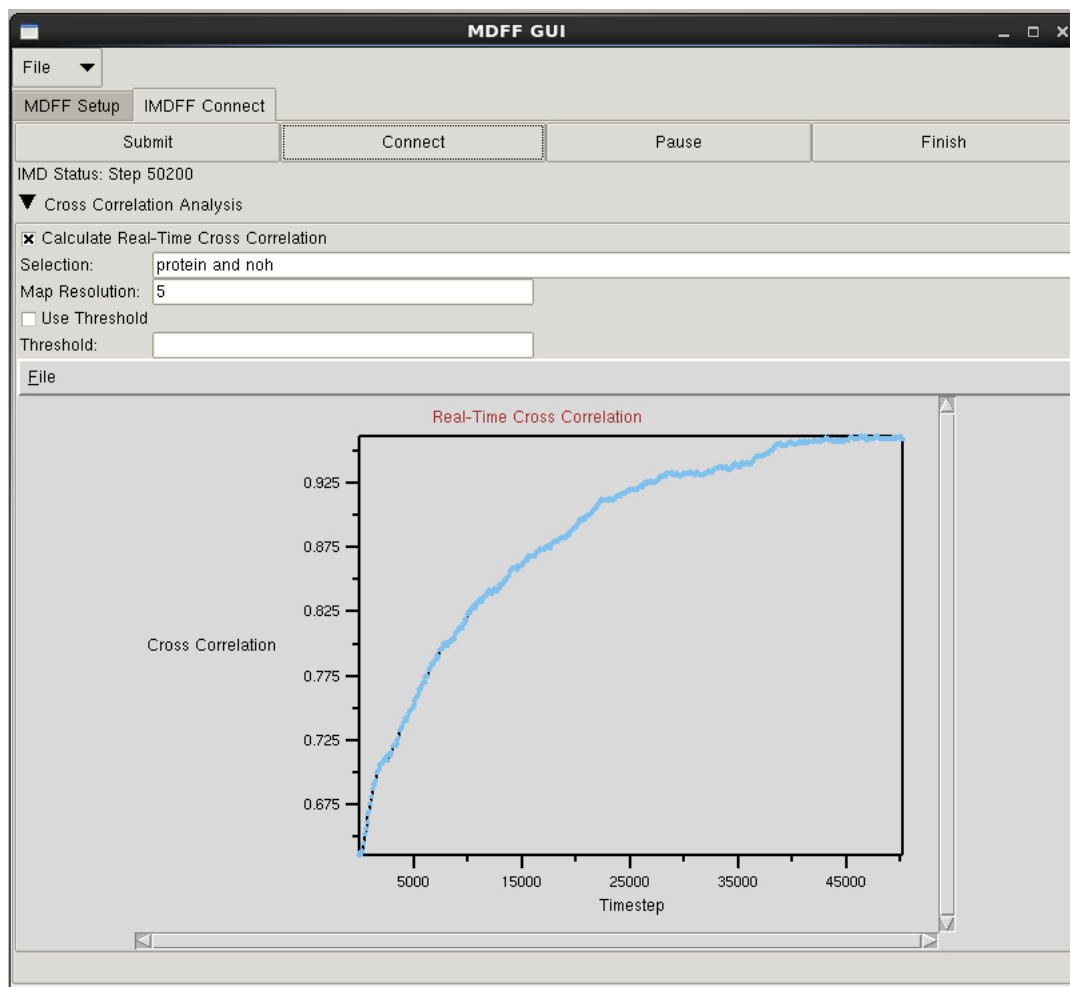 MDFF GUI
File
MDFF Setup IMDFF Connect
Submit Connect Pause Finish
IMD Status: Step 50200
Cross Correlation Analysis
Calculate Real-Time Cross Correlation
Selection: protein and noh
Map Resolution: 5
Use Threshold
Threshold:
File
Real-Time Cross Correlation
0.925
0.875
0.825
Cross Correlation
0.775
0.725
0.675
5000 15000 25000 35000 45000
Timestep